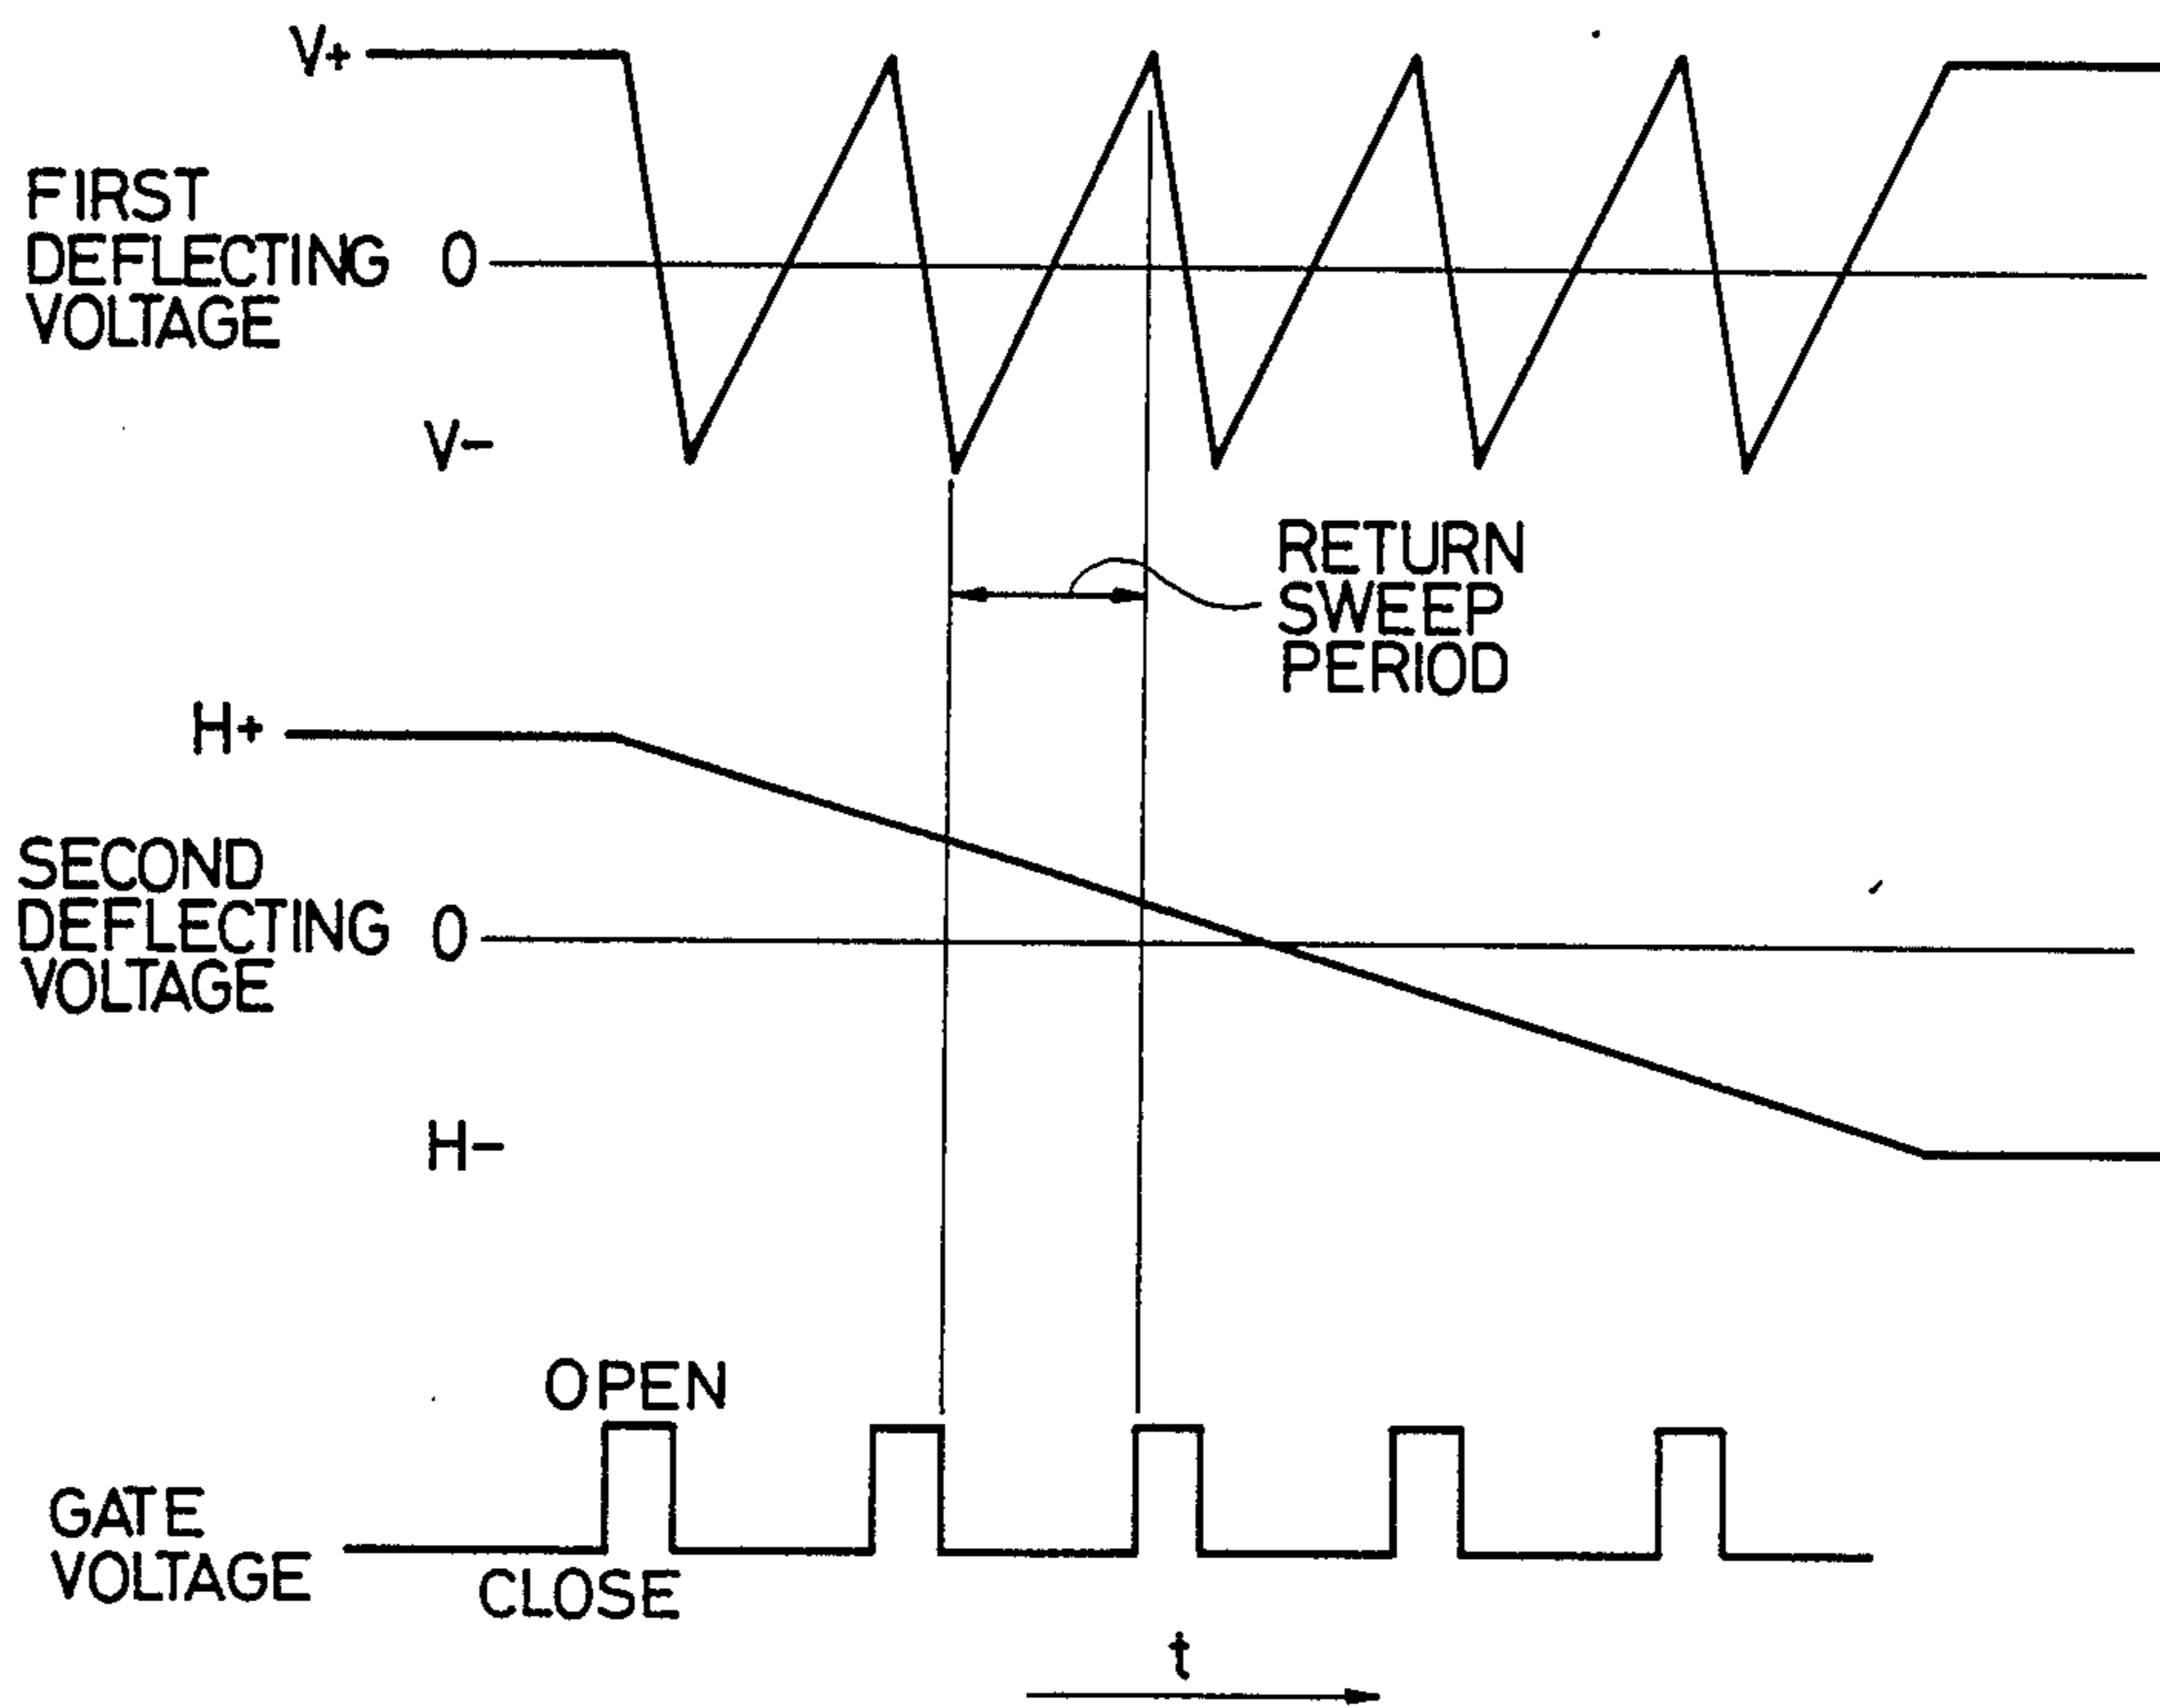 V+
FIRST
DEFLECTING
VOLTAGE
0
V-
RETURN
SWEEP
PERIOD
H+
SECOND
DEFLECTING
VOLTAGE
0
H-
OPEN
GATE
VOLTAGE
CLOSE
t